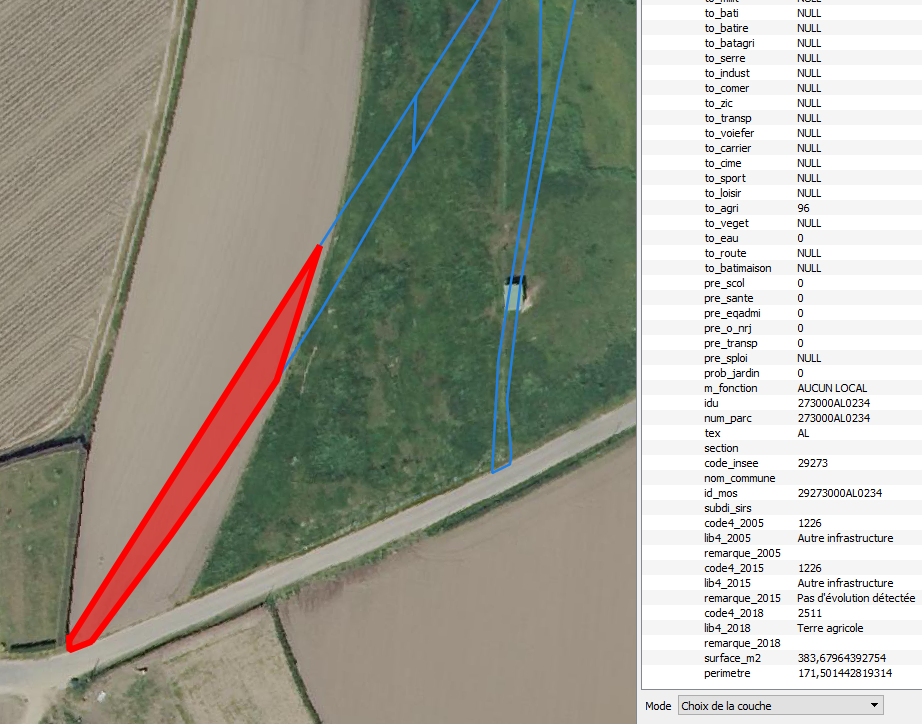 to_milit NULL
to_bati NULL
to_batire NULL
to_batagri NULL
to_serre NULL
to_indust NULL
to_comer NULL
to_zic NULL
to_transp NULL
to_voiefer NULL
to_carrier NULL
to_cime NULL
to_sport NULL
to_loisir NULL
to_agri 96
to_veget NULL
to_eau 0
to_route NULL
to_batimaison NULL
pre_scol 0
pre_sante 0
pre_eqadmi 0
pre_o_nrj 0
pre_transp 0
pre_sploi NULL
prob_jardin 0
m_fonction AUCUN LOCAL
idu 273000AL0234
num_parc 273000AL0234
tex AL
section
code_insee 29273
nom_commune
id_mos 29273000AL0234
subdi_sirs
code4_2005 1226
lib4_2005 Autre infrastructure
remarque_2005
code4_2015 1226
lib4_2015 Autre infrastructure
remarque_2015 Pas d'évolution détectée
code4_2018 2511
lib4_2018 Terre agricole
remarque_2018
surface_m2 383,67964392754
perimetre 171,501442819314
Mode Choix de la couche